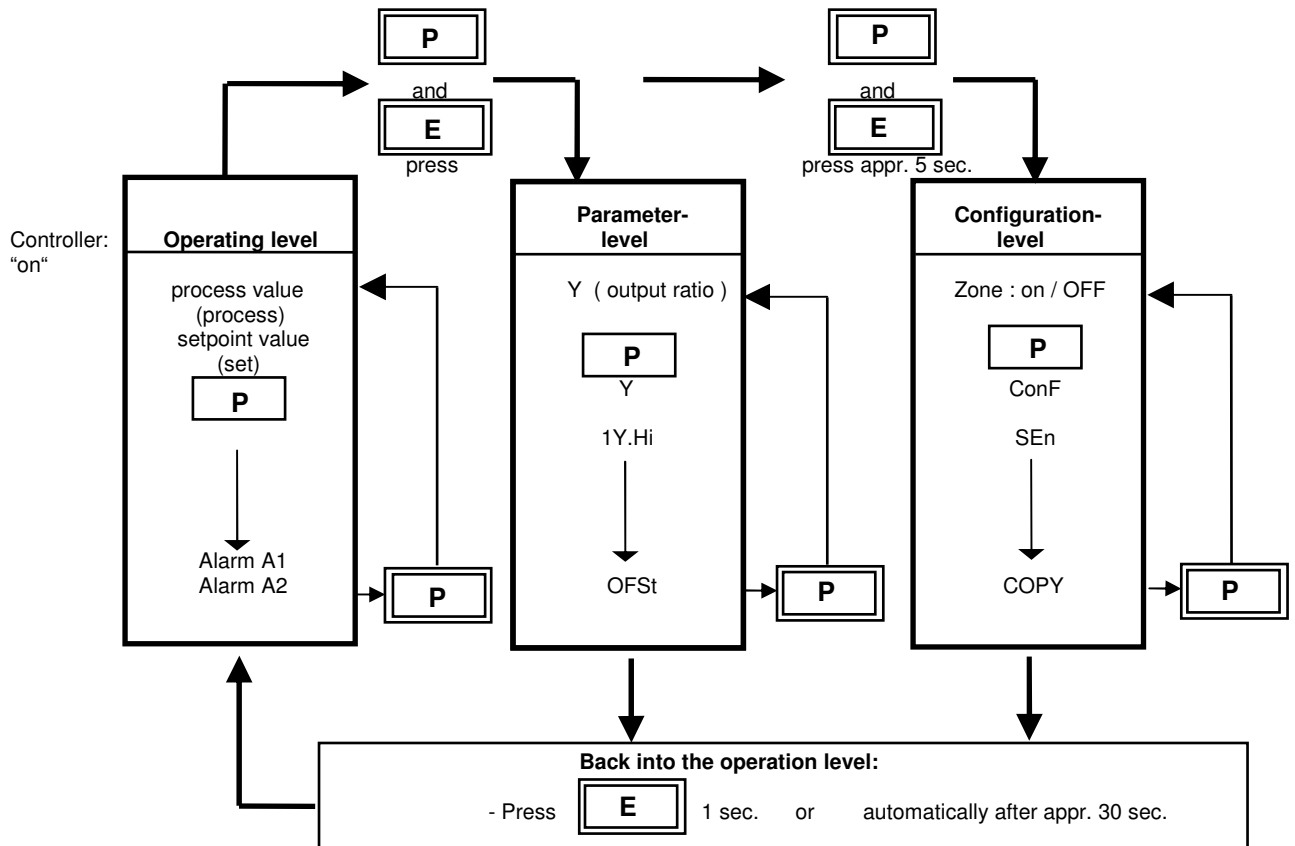 P
and
E
press
P
and
E
press appr. 5 sec.
Controller:
“on“
Operating level
process value
(process)
setpoint value
(set)
P
Alarm A1
Alarm A2
P
Parameter-
level
Y ( output ratio )
P
Y
1Y.Hi
OFSt
P
Configuration-
level
Zone : on / OFF
P
ConF
SEn
COPY
P
Back into the operation level:
- Press E 1 sec. or automatically after appr. 30 sec.